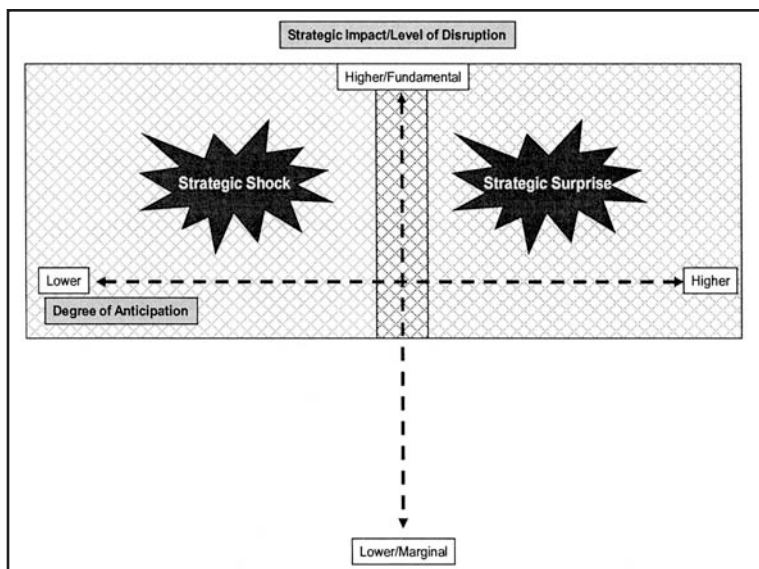 Strategic Impact/Level of Disruption
Higher/Fundamental
Strategic Shock
Strategic Surprise
Lower
Higher
Degree of Anticipation
Lower/Marginal